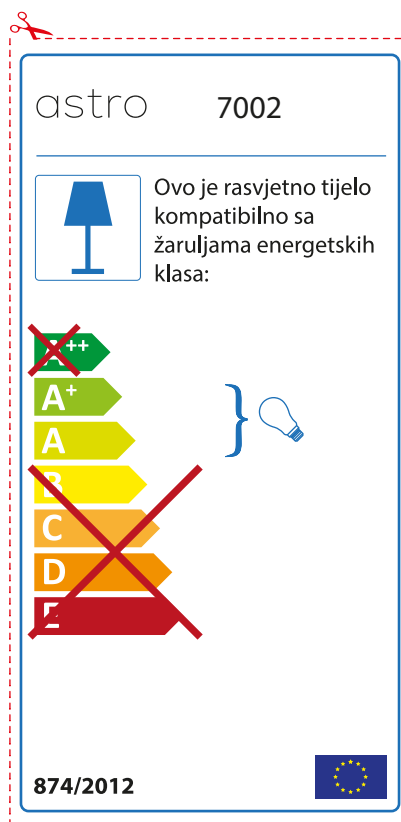 astro 7002
Ovo je rasvjetno tijelo
kompatibilno sa
žaruljama energetskih
klasa:
A++
A+
A
B
C
D
E
874/2012